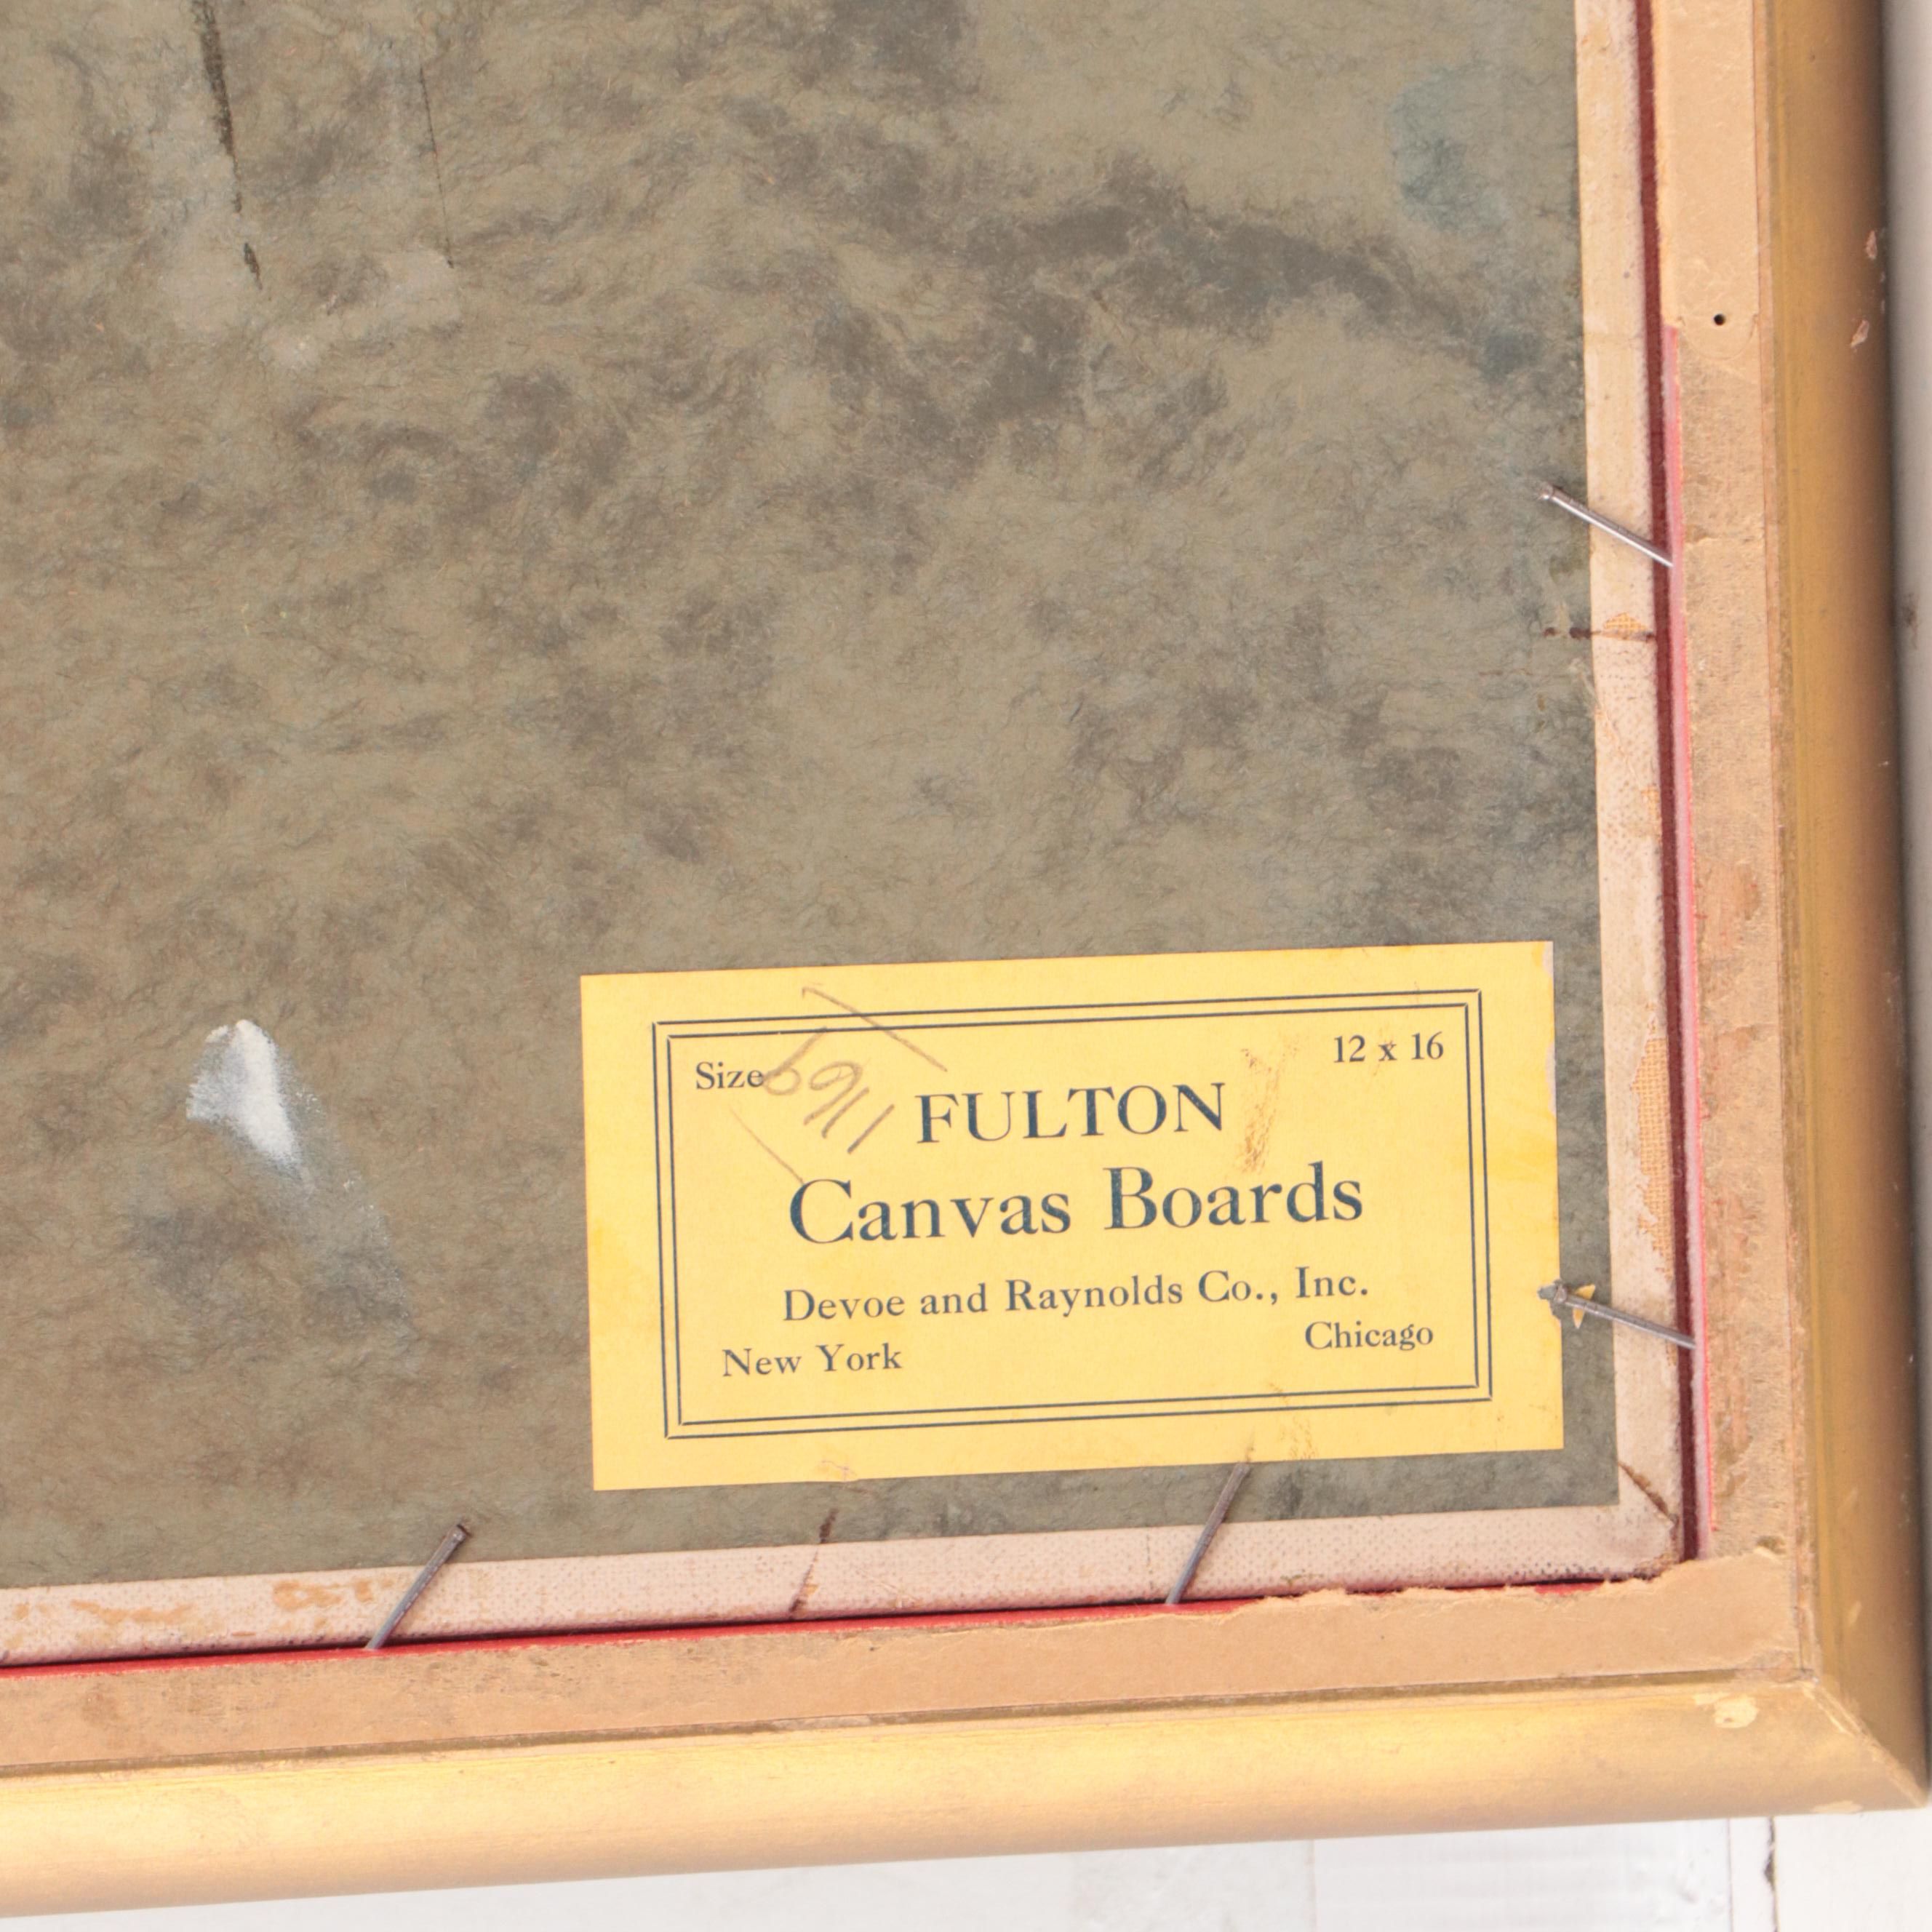 Size 12 x 16
FULTON
Canvas Boards
Devoe and Raynolds Co., Inc.
New York Chicago